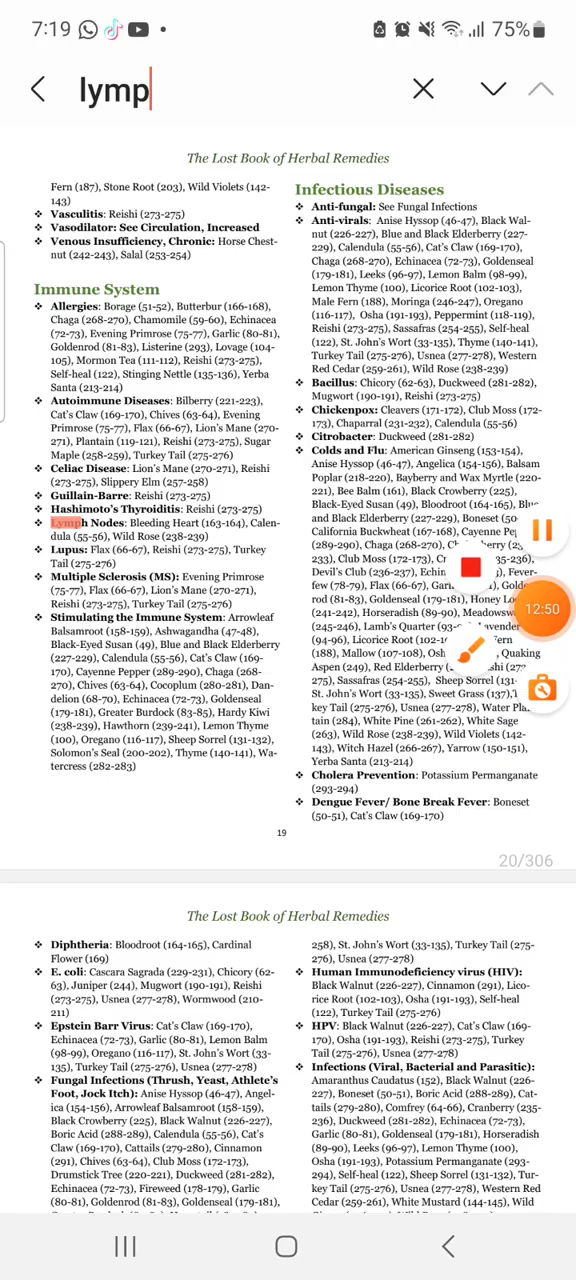 7:19
75%
lymp
The Lost Book of Herbal Remedies
Fern (187), Stone Root (203), Wild Violets (142-
143)
❖ Vasculitis: Reishi (273-275)
❖ Vasodilator: See Circulation, Increased
❖ Venous Insufficiency, Chronic: Horse Chest-
nut (242-243), Salal (253-254)
Immune System
❖ Allergies: Borage (51-52), Butterbur (166-168),
Chaga (268-270), Chamomile (59-60), Echinacea
(72-73), Evening Primrose (75-77), Garlic (80-81),
Goldenrod (81-83), Listerine (293), Lovage (104-
105), Mormon Tea (111-112), Reishi (273-275),
Self-heal (122), Stinging Nettle (135-136), Yerba
Santa (213-214)
❖ Autoimmune Diseases: Bilberry (221-223),
Cat's Claw (169-170), Chives (63-64), Evening
Primrose (75-77), Flax (66-67), Lion's Mane (270-
271), Plantain (119-121), Reishi (273-275), Sugar
Maple (258-259), Turkey Tail (275-276)
❖ Celiac Disease: Lion's Mane (270-271), Reishi
(273-275), Slippery Elm (257-258)
❖ Guillain-Barre: Reishi (273-275)
❖ Hashimoto's Thyroiditis: Reishi (273-275)
❖ Lymph Nodes: Bleeding Heart (163-164), Calen-
dula (55-56), Wild Rose (238-239)
❖ Lupus: Flax (66-67), Reishi (273-275), Turkey
Tail (275-276)
❖ Multiple Sclerosis (MS): Evening Primrose
(75-77), Flax (66-67), Lion's Mane (270-271),
Reishi (273-275), Turkey Tail (275-276)
❖ Stimulating the Immune System: Arrowleaf
Balsamroot (158-159), Ashwagandha (47-48),
Black-Eyed Susan (49), Blue and Black Elderberry
(227-229), Calendula (55-56), Cat's Claw (169-
170), Cayenne Pepper (289-290), Chaga (268-
270), Chives (63-64), Cocoplum (280-281), Dan-
delion (68-70), Echinacea (72-73), Goldenseal
(179-181), Greater Burdock (83-85), Hardy Kiwi
(238-239), Hawthorn (239-241), Lemon Thyme
(100), Oregano (116-117), Sheep Sorrel (131-132),
Solomon's Seal (200-202), Thyme (140-141), Wa-
tercress (282-283)
Infectious Diseases
❖ Anti-fungal: See Fungal Infections
❖ Anti-virals: Anise Hyssop (46-47), Black Wal-
nut (226-227), Blue and Black Elderberry (227-
229), Calendula (55-56), Cat's Claw (169-170),
Chaga (268-270), Echinacea (72-73), Goldenseal
(179-181), Leeks (96-97), Lemon Balm (98-99),
Lemon Thyme (100), Licorice Root (102-103),
Male Fern (188), Moringa (246-247), Oregano
(116-117), Osha (191-193), Peppermint (118-119),
Reishi (273-275), Sassafras (254-255), Self-heal
(122), St. John's Wort (33-135), Thyme (140-141),
Turkey Tail (275-276), Usnea (277-278), Western
Red Cedar (259-261), Wild Rose (238-239)
❖ Bacillus: Chicory (62-63), Duckweed (281-282),
Mugwort (190-191), Reishi (273-275)
❖ Chickenpox: Cleavers (171-172), Club Moss (172-
173), Chaparral (231-232), Calendula (55-56)
❖ Citrobacter: Duckweed (281-282)
❖ Colds and Flu: American Ginseng (153-154),
Anise Hyssop (46-47), Angelica (154-156), Balsam
Poplar (218-220), Bayberry and Wax Myrtle (220-
221), Bee Balm (161), Black Crowberry (225),
Black-Eyed Susan (49), Bloodroot (164-165), Blue
and Black Elderberry (227-229), Boneset (50-
California Buckwheat (167-168), Cayenne Pe
(289-290), Chaga (268-270), C
233), Club Moss (172-173), 35-236),
Devil's Club (236-237), Fever-
few (78-79), Flax (66-67), Gar
rod (81-83), Goldenseal (179-181), Honey Lo
(241-242), Horseradish (89-90), Meadowsw
(245-246), Lamb's Quarter (93-
(94-96), Licorice Root (102-1 Fern
(188), Mallow (107-108), Osh , Quaking
Aspen (249), Red Elderberry
275), Sassafras (254-255), Sheep Sorrel (131-
St. John's Wort (33-135), Sweet Grass (137),
key Tail (275-276), Usnea (277-278), Water Pla
tain (284), White Pine (261-262), White Sage
(263), Wild Rose (238-239), Wild Violets (142-
143), Witch Hazel (266-267), Yarrow (150-151),
Yerba Santa (213-214)
❖ Cholera Prevention: Potassium Permanganate
(293-294)
❖ Dengue Fever/ Bone Break Fever: Boneset
(50-51), Cat's Claw (169-170)
12:50
19
20/306
The Lost Book of Herbal Remedies
❖ Diphtheria: Bloodroot (164-165), Cardinal
Flower (169)
❖ E. coli: Cascara Sagrada (229-231), Chicory (62-
63), Juniper (244), Mugwort (190-191), Reishi
(273-275), Usnea (277-278), Wormwood (210-
211)
❖ Epstein Barr Virus: Cat's Claw (169-170),
Echinacea (72-73), Garlic (80-81), Lemon Balm
(98-99), Oregano (116-117), St. John's Wort (33-
135), Turkey Tail (275-276), Usnea (277-278)
❖ Fungal Infections (Thrush, Yeast, Athlete's
Foot, Jock Itch): Anise Hyssop (46-47), Angel-
ica (154-156), Arrowleaf Balsamroot (158-159),
Black Crowberry (225), Black Walnut (226-227),
Boric Acid (288-289), Calendula (55-56), Cat's
Claw (169-170), Cattails (279-280), Cinnamon
(291), Chives (63-64), Club Moss (172-173),
Drumstick Tree (220-221), Duckweed (281-282),
Echinacea (72-73), Fireweed (178-179), Garlic
(80-81), Goldenrod (81-83), Goldenseal (179-181),
258), St. John's Wort (33-135), Turkey Tail (275-
276), Usnea (277-278)
❖ Human Immunodeficiency virus (HIV):
Black Walnut (226-227), Cinnamon (291), Lico-
rice Root (102-103), Osha (191-193), Self-heal
(122), Turkey Tail (275-276)
❖ HPV: Black Walnut (226-227), Cat's Claw (169-
170), Osha (191-193), Reishi (273-275), Turkey
Tail (275-276), Usnea (277-278)
❖ Infections (Viral, Bacterial and Parasitic):
Amaranthus Caudatus (152), Black Walnut (226-
227), Boneset (50-51), Boric Acid (288-289), Cat-
tails (279-280), Comfrey (64-66), Cranberry (235-
236), Duckweed (281-282), Echinacea (72-73),
Garlic (80-81), Goldenseal (179-181), Horseradish
(89-90), Leeks (96-97), Lemon Thyme (100),
Osha (191-193), Potassium Permanganate (293-
294), Self-heal (122), Sheep Sorrel (131-132), Tur-
key Tail (275-276), Usnea (277-278), Western Red
Cedar (259-261), White Mustard (144-145), Wild